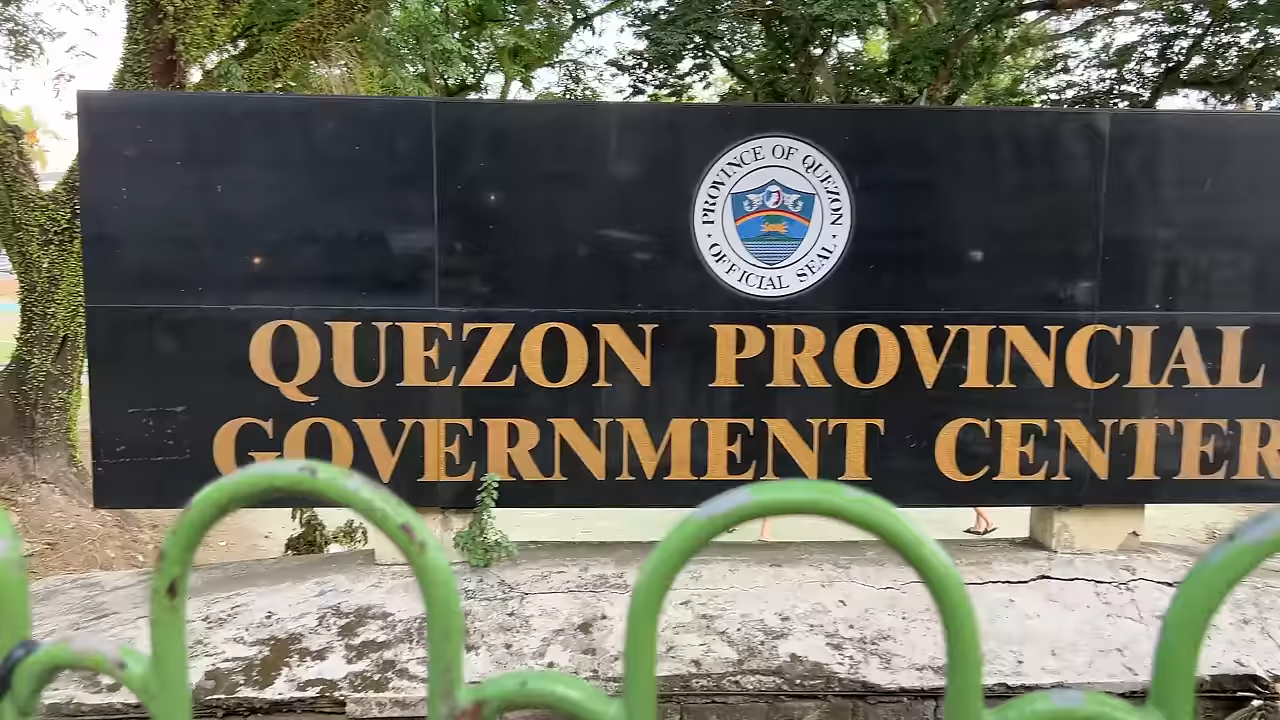 PROVINCE OF QUEZON
OFFICIAL SEAL
QUEZON PROVINCIAL
GOVERNMENT CENTER